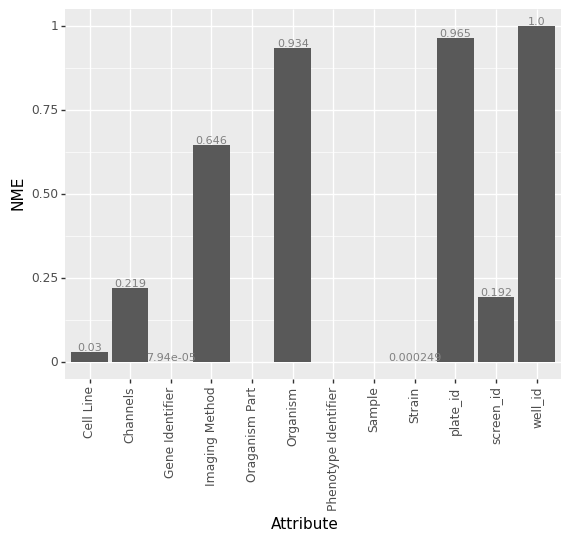 1
0.75
0.50
0.25
0
NME
0.03
0.219
7.94e-05
0.646
0.934
0.000249
0.965
0.192
1.0
Cell Line
Channels
Gene Identifier
Imaging Method
Oraganism Part
Organism
Phenotype Identifier
Sample
Strain
plate_id
screen_id
well_id
Attribute